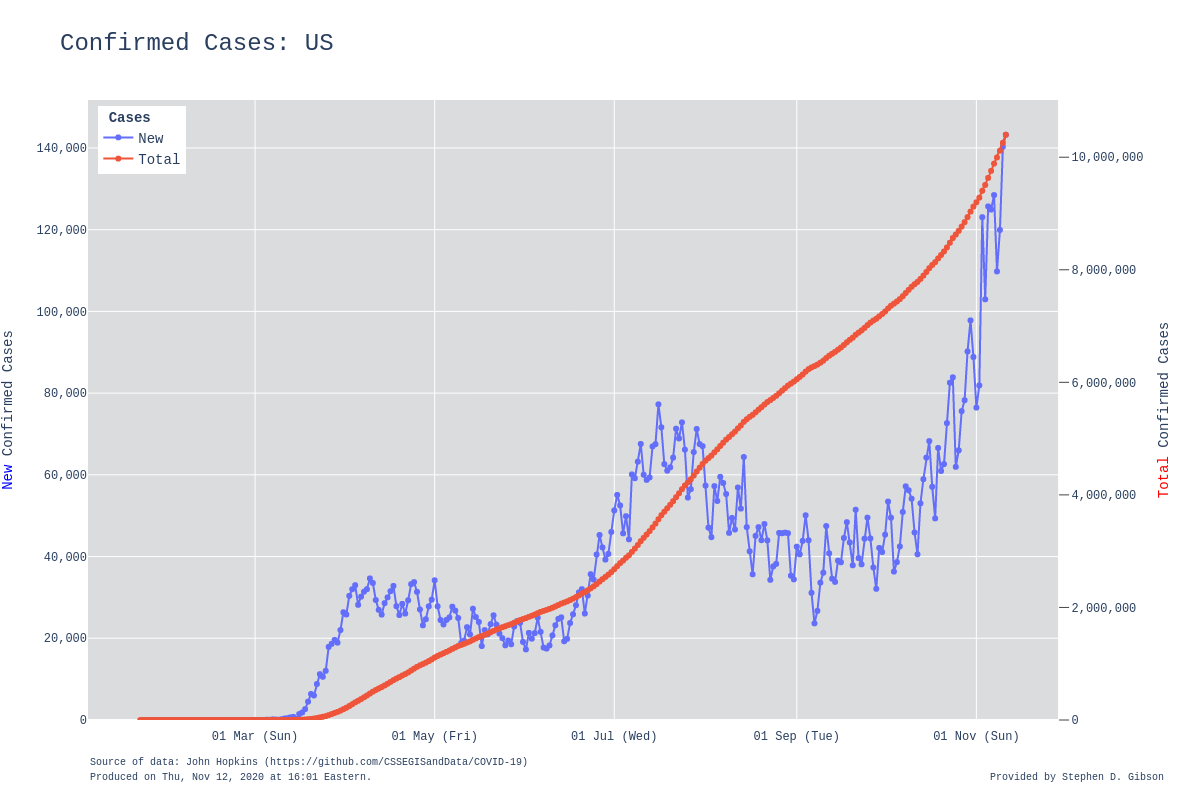 Confirmed Cases: US
Cases
New
Total
140,000
120,000
100,000
80,000
60,000
40,000
20,000
0
New Confirmed Cases
10,000,000
8,000,000
6,000,000
4,000,000
2,000,000
0
Total Confirmed Cases
01 Mar (Sun) 01 May (Fri) 01 Jul (Wed) 01 Sep (Tue) 01 Nov (Sun)
Source of data: John Hopkins (https://github.com/CSSEGISandData/COVID-19)
Produced on Thu, Nov 12, 2020 at 16:01 Eastern.
Provided by Stephen D. Gibson